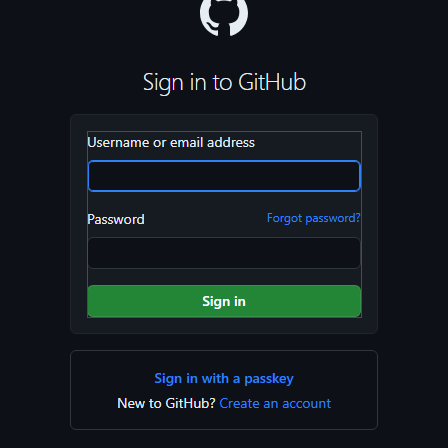 Sign in to GitHub
Username or email address
Password Forgot password?
Sign in
Sign in with a passkey
New to GitHub? Create an account